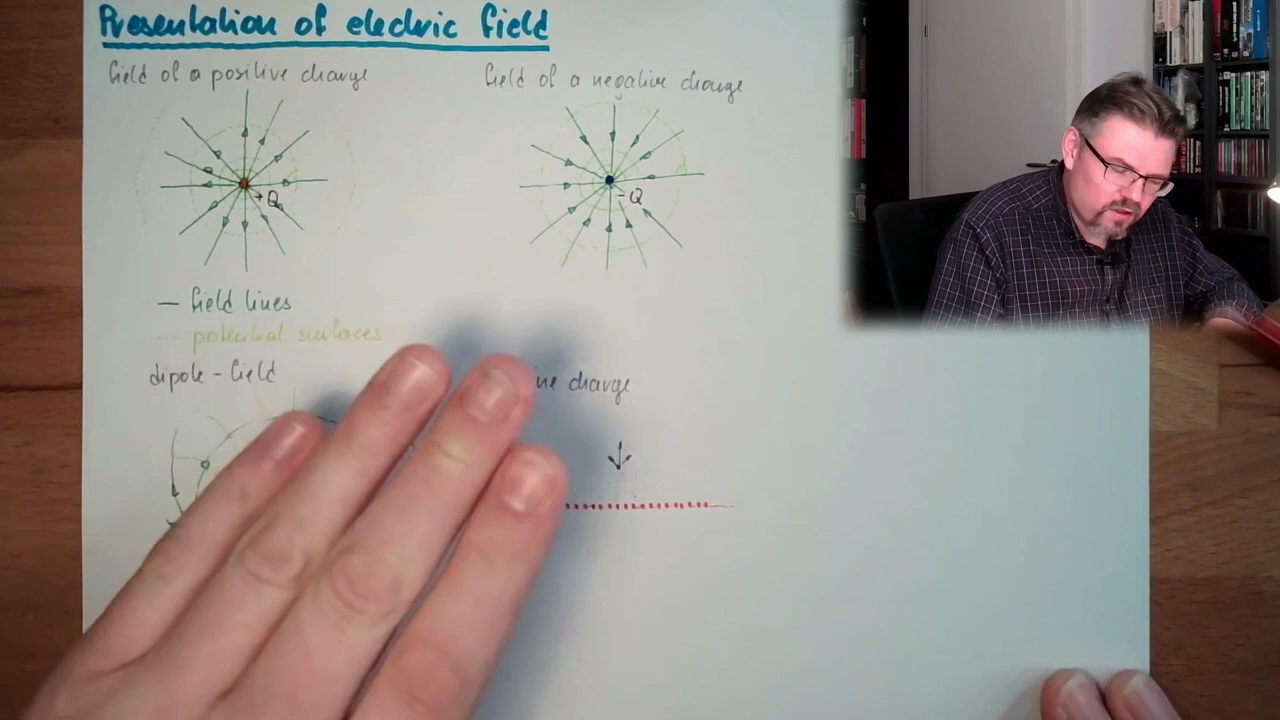 Presentation of electric field
field of a positive charge
field of a negative charge
+Q
-Q
— field lines
--- potential surfaces
dipole-field
ine charge